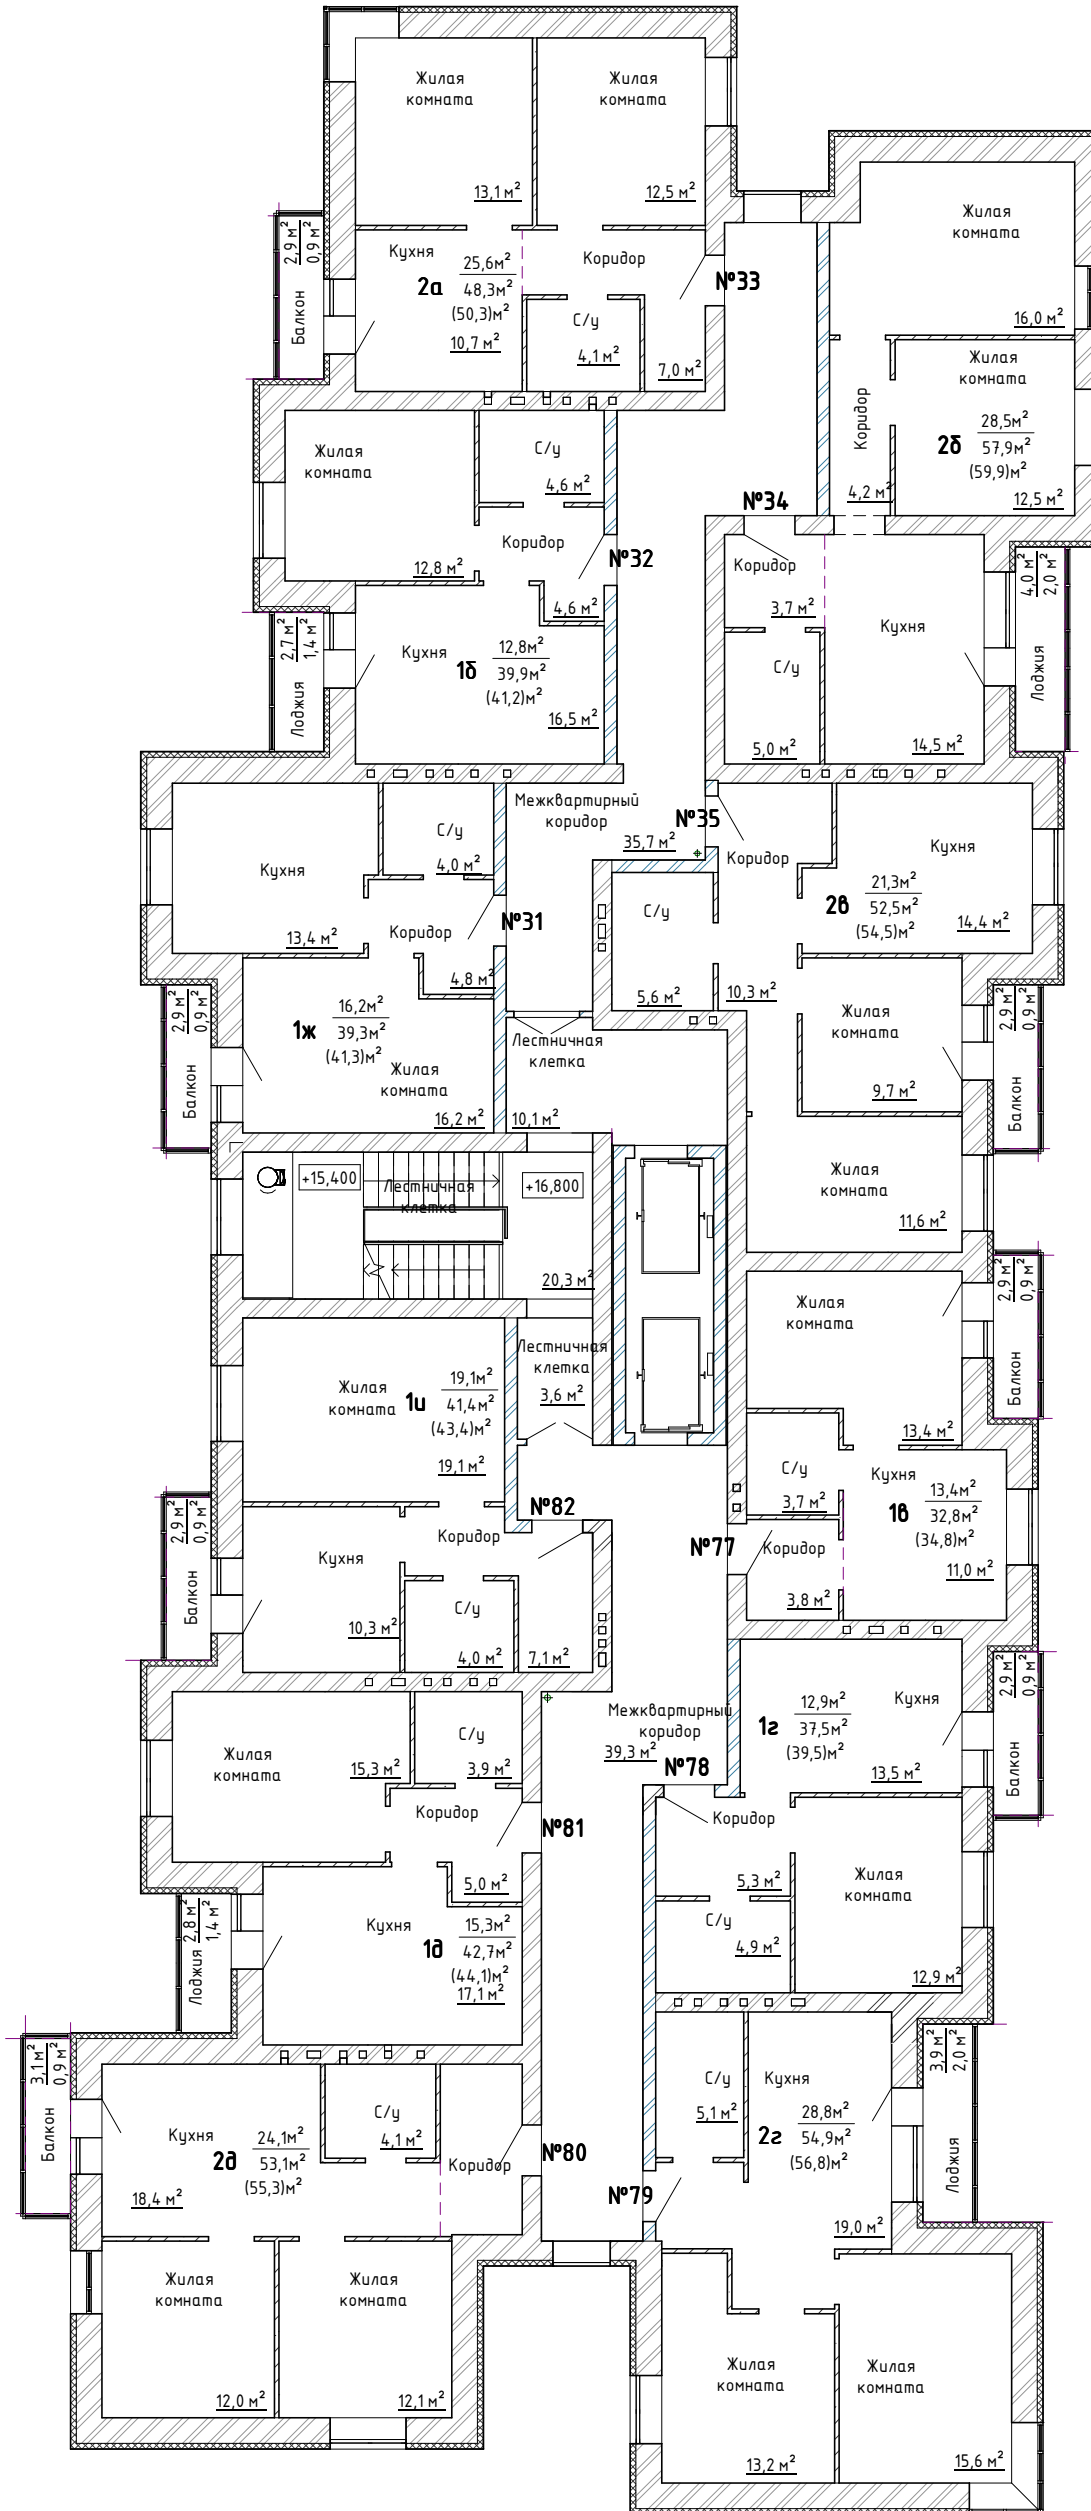 Жилая
комната
13,1 м²
Жилая
комната
12,5 м²
2,9 м²
0,9 м²
Балкон
Кухня
2а
25,6м²
48,3м²
(50,3)м²
10,7 м²
Коридор
С/у
4,1 м²
7,0 м²
№33
Жилая
комната
16,0 м²
Жилая
комната
2б
28,5м²
57,9м²
(59,9)м²
12,5 м²
Коридор
4,2 м²
Жилая
комната
12,8 м²
С/у
4,6 м²
Коридор
4,6 м²
№32
№34
Коридор
3,7 м²
Кухня
14,5 м²
С/у
5,0 м²
4,0 м²
2,0 м²
Лоджия
2,7 м²
1,4 м²
Лоджия
Кухня
1б
12,8м²
39,9м²
(41,2)м²
16,5 м²
Межквартирный
коридор
35,7 м²
№35
Кухня
13,4 м²
С/у
4,0 м²
Коридор
4,8 м²
№31
С/у
5,6 м²
Коридор
10,3 м²
Кухня
2в
21,3м²
52,5м²
(54,5)м²
14,4 м²
2,9 м²
0,9 м²
Балкон
1ж
16,2м²
39,3м²
(41,3)м²
Жилая
комната
16,2 м²
Лестничная
клетка
10,1 м²
Жилая
комната
9,7 м²
2,9 м²
0,9 м²
Балкон
Жилая
комната
11,6 м²
+15,400
Лестничная
клетка
+16,800
20,3 м²
Жилая
комната
13,4 м²
2,9 м²
0,9 м²
Балкон
Жилая
комната
1и
19,1м²
41,4м²
(43,4)м²
19,1 м²
Лестничная
клетка
3,6 м²
С/у
3,7 м²
Кухня
1в
13,4м²
32,8м²
(34,8)м²
11,0 м²
№82
№77
Коридор
3,8 м²
2,9 м²
0,9 м²
Балкон
Кухня
10,3 м²
Коридор
С/у
4,0 м²
7,1 м²
Межквартирный
коридор
39,3 м²
№78
1г
12,9м²
37,5м²
(39,5)м²
Кухня
13,5 м²
2,9 м²
0,9 м²
Балкон
Жилая
комната
15,3 м²
С/у
3,9 м²
Коридор
5,0 м²
№81
Коридор
5,3 м²
С/у
4,9 м²
Жилая
комната
12,9 м²
2,8 м²
1,4 м²
Лоджия
Кухня
1д
15,3м²
42,7м²
(44,1)м²
17,1 м²
3,1 м²
0,9 м²
Балкон
Кухня
18,4 м²
2д
24,1м²
53,1м²
(55,3)м²
С/у
4,1 м²
Коридор
№80
С/у
5,1 м²
Кухня
2г
28,8м²
54,9м²
(56,8)м²
19,0 м²
№79
3,9 м²
2,0 м²
Лоджия
Жилая
комната
12,0 м²
Жилая
комната
12,1 м²
Жилая
комната
13,2 м²
Жилая
комната
15,6 м²